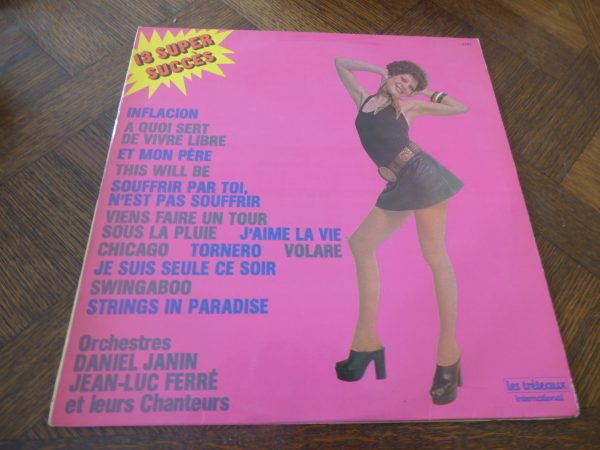 13 SUPER
SUCCÈS
INFLACION
A QUOI SERT
DE VIVRE LIBRE
ET MON PÈRE
THIS WILL BE
SOUFFRIR PAR TOI,
N'EST PAS SOUFFRIR
VIENS FAIRE UN TOUR
SOUS LA PLUIE J'AIME LA VIE
CHICAGO TORNERO VOLARE
JE SUIS SEULE CE SOIR
SWINGABOO
STRINGS IN PARADISE
Orchestres
DANIEL JANIN
JEAN-LUC FERRÉ
et leurs Chanteurs
les tréteaux
international